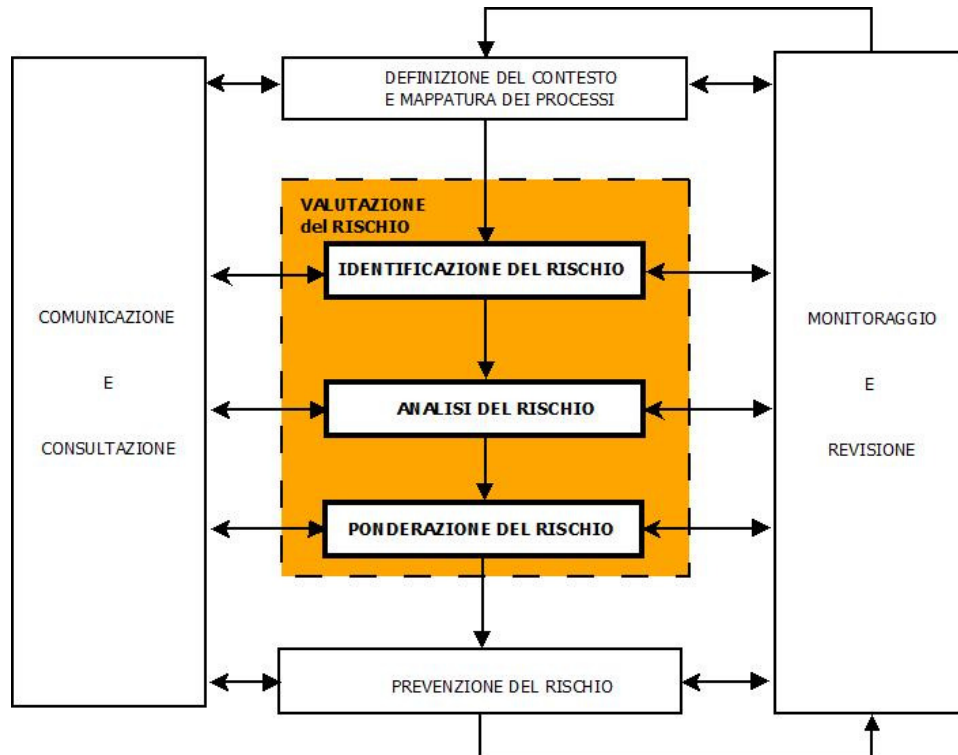 DEFINIZIONE DEL CONTESTO
E MAPPATURA DEI PROCESSI
VALUTAZIONE
del RISCHIO
IDENTIFICAZIONE DEL RISCHIO
COMUNICAZIONE
E
CONSULTAZIONE
MONITORAGGIO
E
REVISIONE
ANALISI DEL RISCHIO
PONDERAZIONE DEL RISCHIO
PREVENZIONE DEL RISCHIO